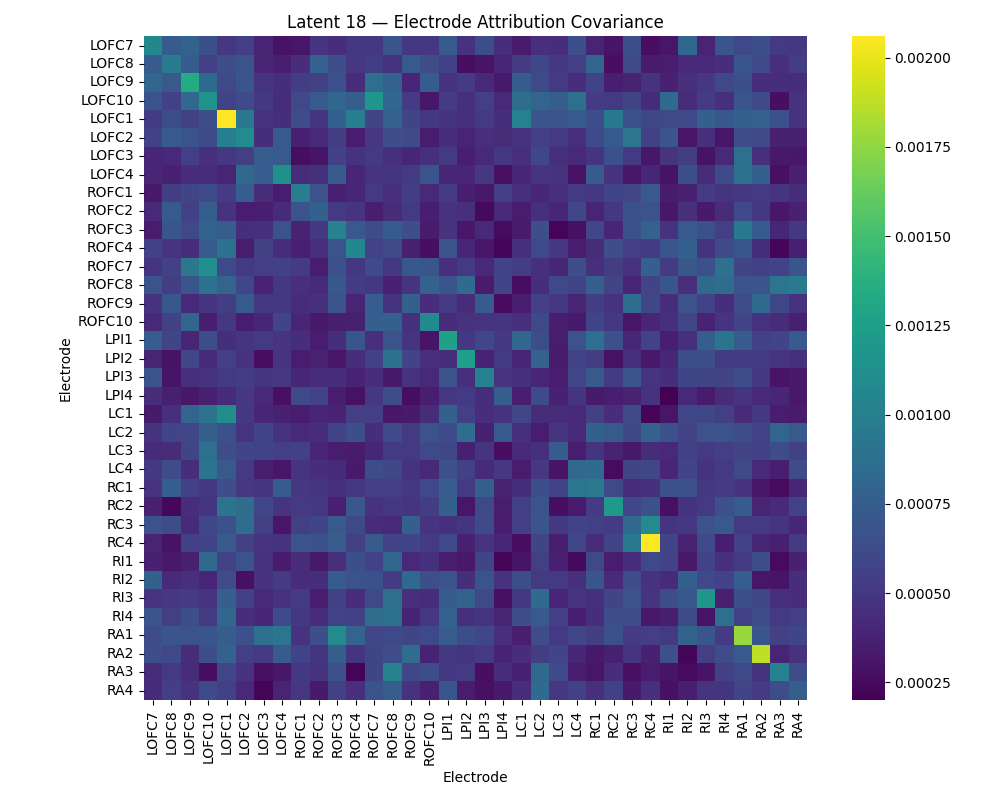 Latent 18 — Electrode Attribution Covariance
Electrode
LOFC7
LOFC8
LOFC9
LOFC10
LOFC1
LOFC2
LOFC3
LOFC4
ROFC1
ROFC2
ROFC3
ROFC4
ROFC7
ROFC8
ROFC9
ROFC10
LPI1
LPI2
LPI3
LPI4
LC1
LC2
LC3
LC4
RC1
RC2
RC3
RC4
RI1
RI2
RI3
RI4
RA1
RA2
RA3
RA4
LOFC7
LOFC8
LOFC9
LOFC10
LOFC1
LOFC2
LOFC3
LOFC4
ROFC1
ROFC2
ROFC3
ROFC4
ROFC7
ROFC8
ROFC9
ROFC10
LPI1
LPI2
LPI3
LPI4
LC1
LC2
LC3
LC4
RC1
RC2
RC3
RC4
RI1
RI2
RI3
RI4
RA1
RA2
RA3
RA4
Electrode
0.00200
0.00175
0.00150
0.00125
0.00100
0.00075
0.00050
0.00025